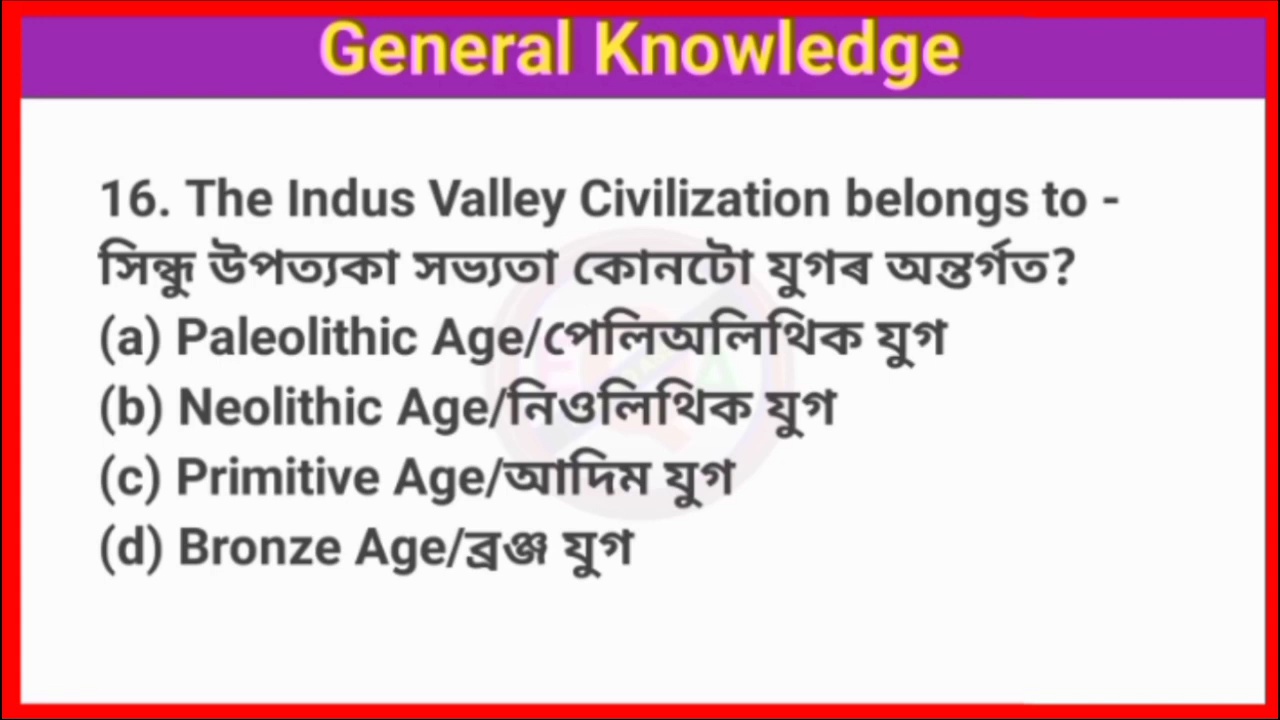 General Knowledge
16. The Indus Valley Civilization belongs to -
সিন্ধু উপত্যকা সভ্যতা কোনটো যুগৰ অন্তৰ্গত?
(a) Paleolithic Age/পেলিঅলিথিক যুগ
(b) Neolithic Age/নিওলিথিক যুগ
(c) Primitive Age/আদিম যুগ
(d) Bronze Age/ব্ৰঞ্জ যুগ